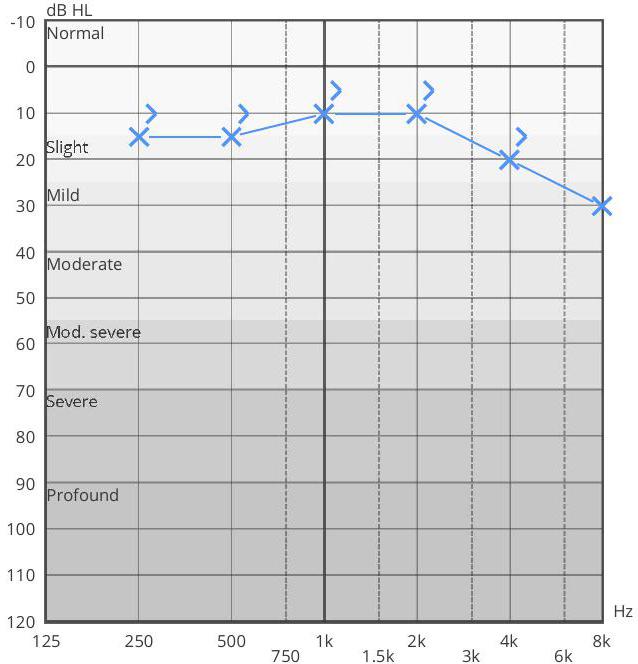 dB HL
-10
Normal
0
10
Slight
20
Mild
30
40
Moderate
50
Mod. severe
60
70
Severe
80
90
Profound
100
110
120
Hz
125 250 500 1k 2k 4k 8k
750 1.5k 3k 6k